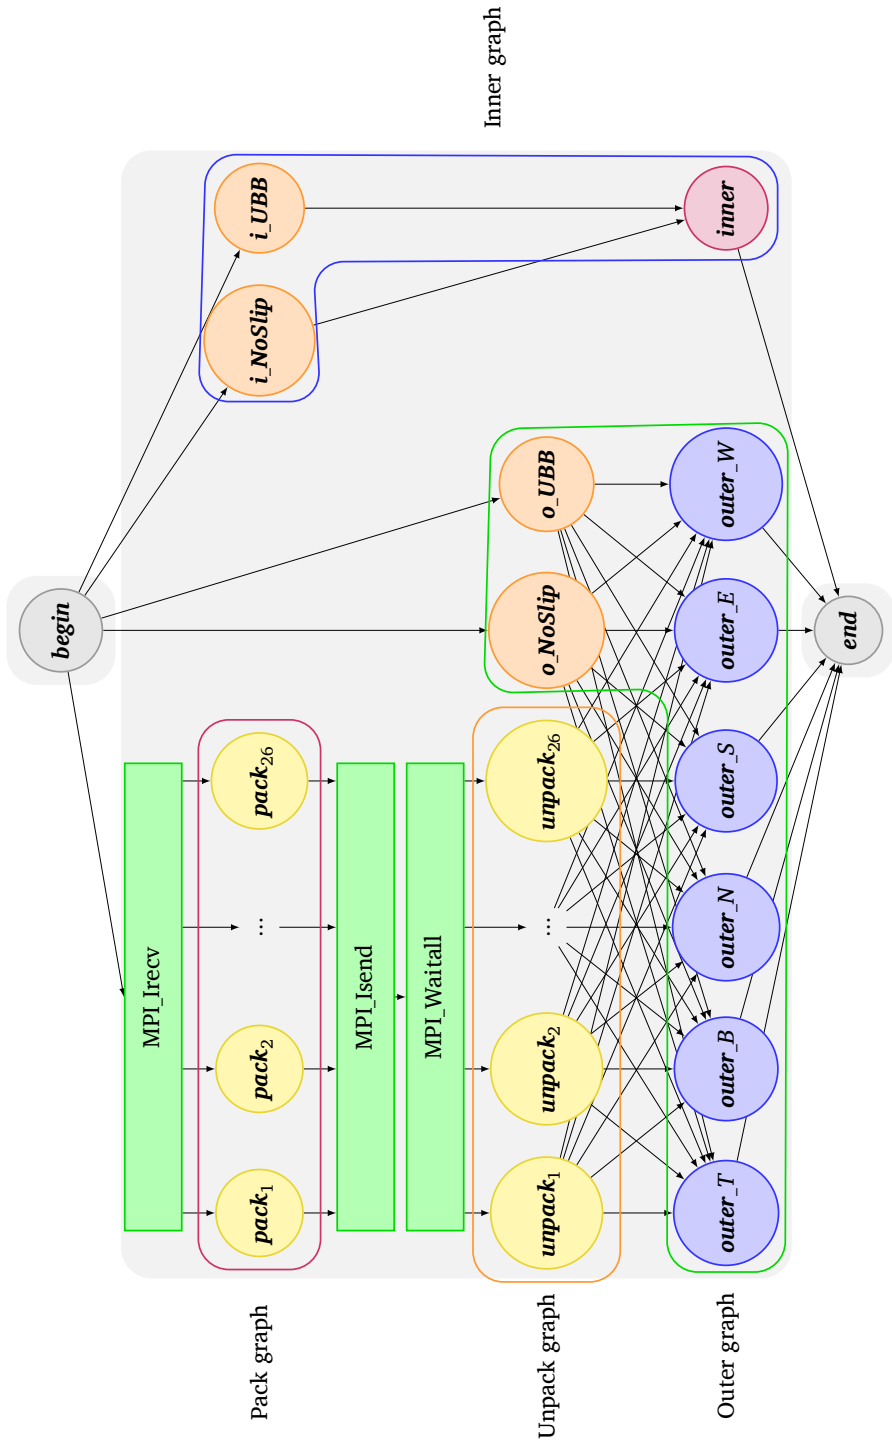 begin
MPI_Irecv
Pack graph
pack1
pack2
...
pack26
i_NoSlip
i_UBB
Inner graph
MPI_Isend
MPI_Waitall
Unpack graph
unpack1
unpack2
...
unpack26
o_NoSlip
o_UBB
Outer graph
outer_T
outer_B
outer_N
outer_S
outer_E
outer_W
inner
end